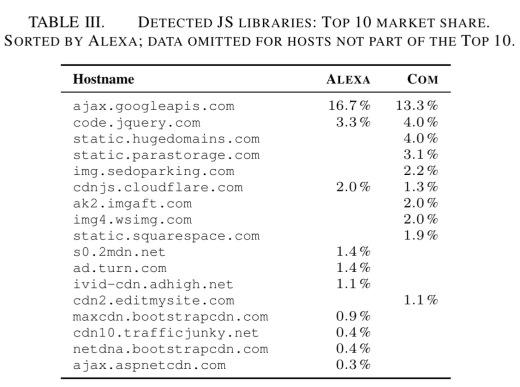 TABLE III. DETECTED JS LIBRARIES: TOP 10 MARKET SHARE.
SORTED BY ALEXA; DATA OMITTED FOR HOSTS NOT PART OF THE TOP 10.
Hostname ALEXA COM
ajax.googleapis.com 16.7% 13.3%
code.jquery.com 3.3% 4.0%
static.hugedomains.com 4.0%
static.parastorage.com 3.1%
img.sedoparking.com 2.2%
cdnjs.cloudflare.com 2.0% 1.3%
ak2.imgaft.com 2.0%
img4.wsimg.com 2.0%
static.squarespace.com 1.9%
s0.2mdn.net 1.4%
ad.turn.com 1.4%
ivid-cdn.adhigh.net 1.1%
cdn2.editmysite.com 1.1%
maxcdn.bootstrapcdn.com 0.9%
cdn10.trafficjunky.net 0.4%
netdna.bootstrapcdn.com 0.4%
ajax.aspnetcdn.com 0.3%